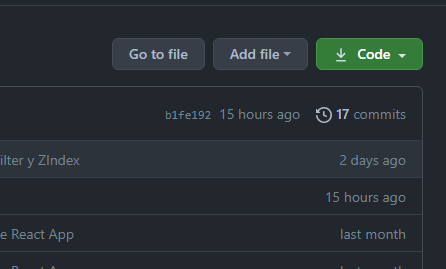 Go to file Add file Code
b1fe192 15 hours ago 17 commits
ilter y ZIndex 2 days ago
15 hours ago
e React App last month